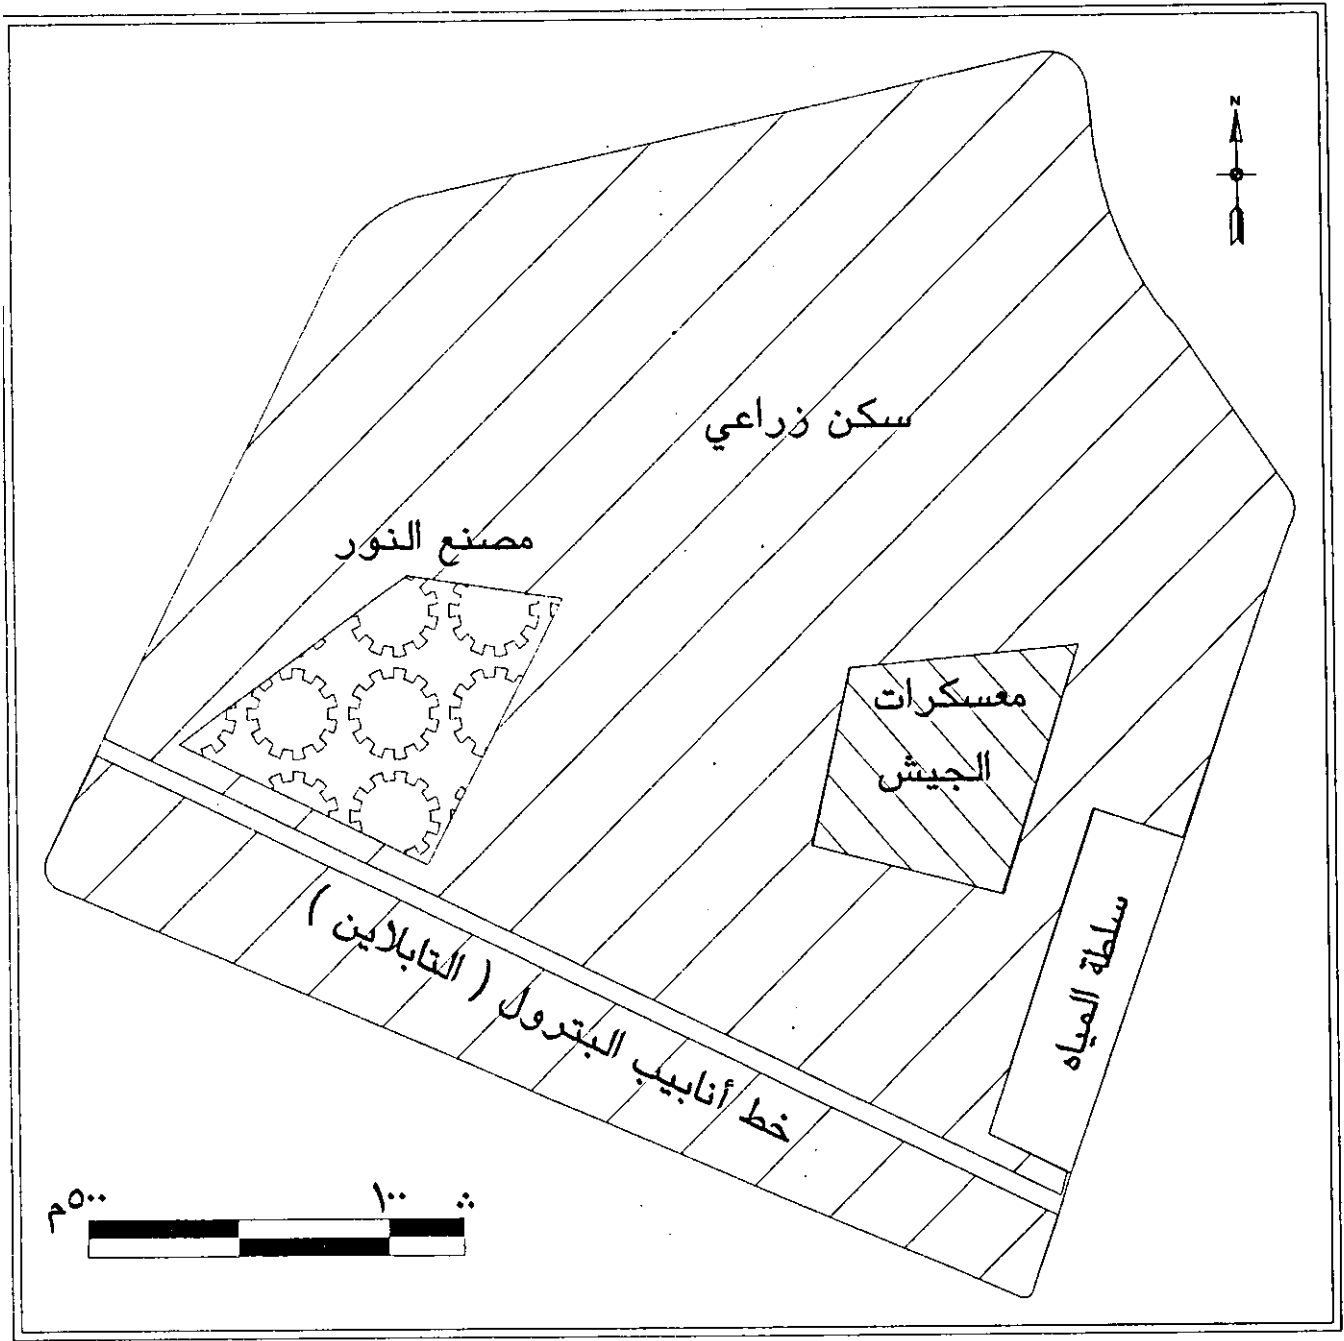 N
سكن زراعي
مصنع النور
معسكرات
الجيش
سلطة المياه
خط أنابيب البترول ( التابلاين )
٥٠٠م
١٠٠